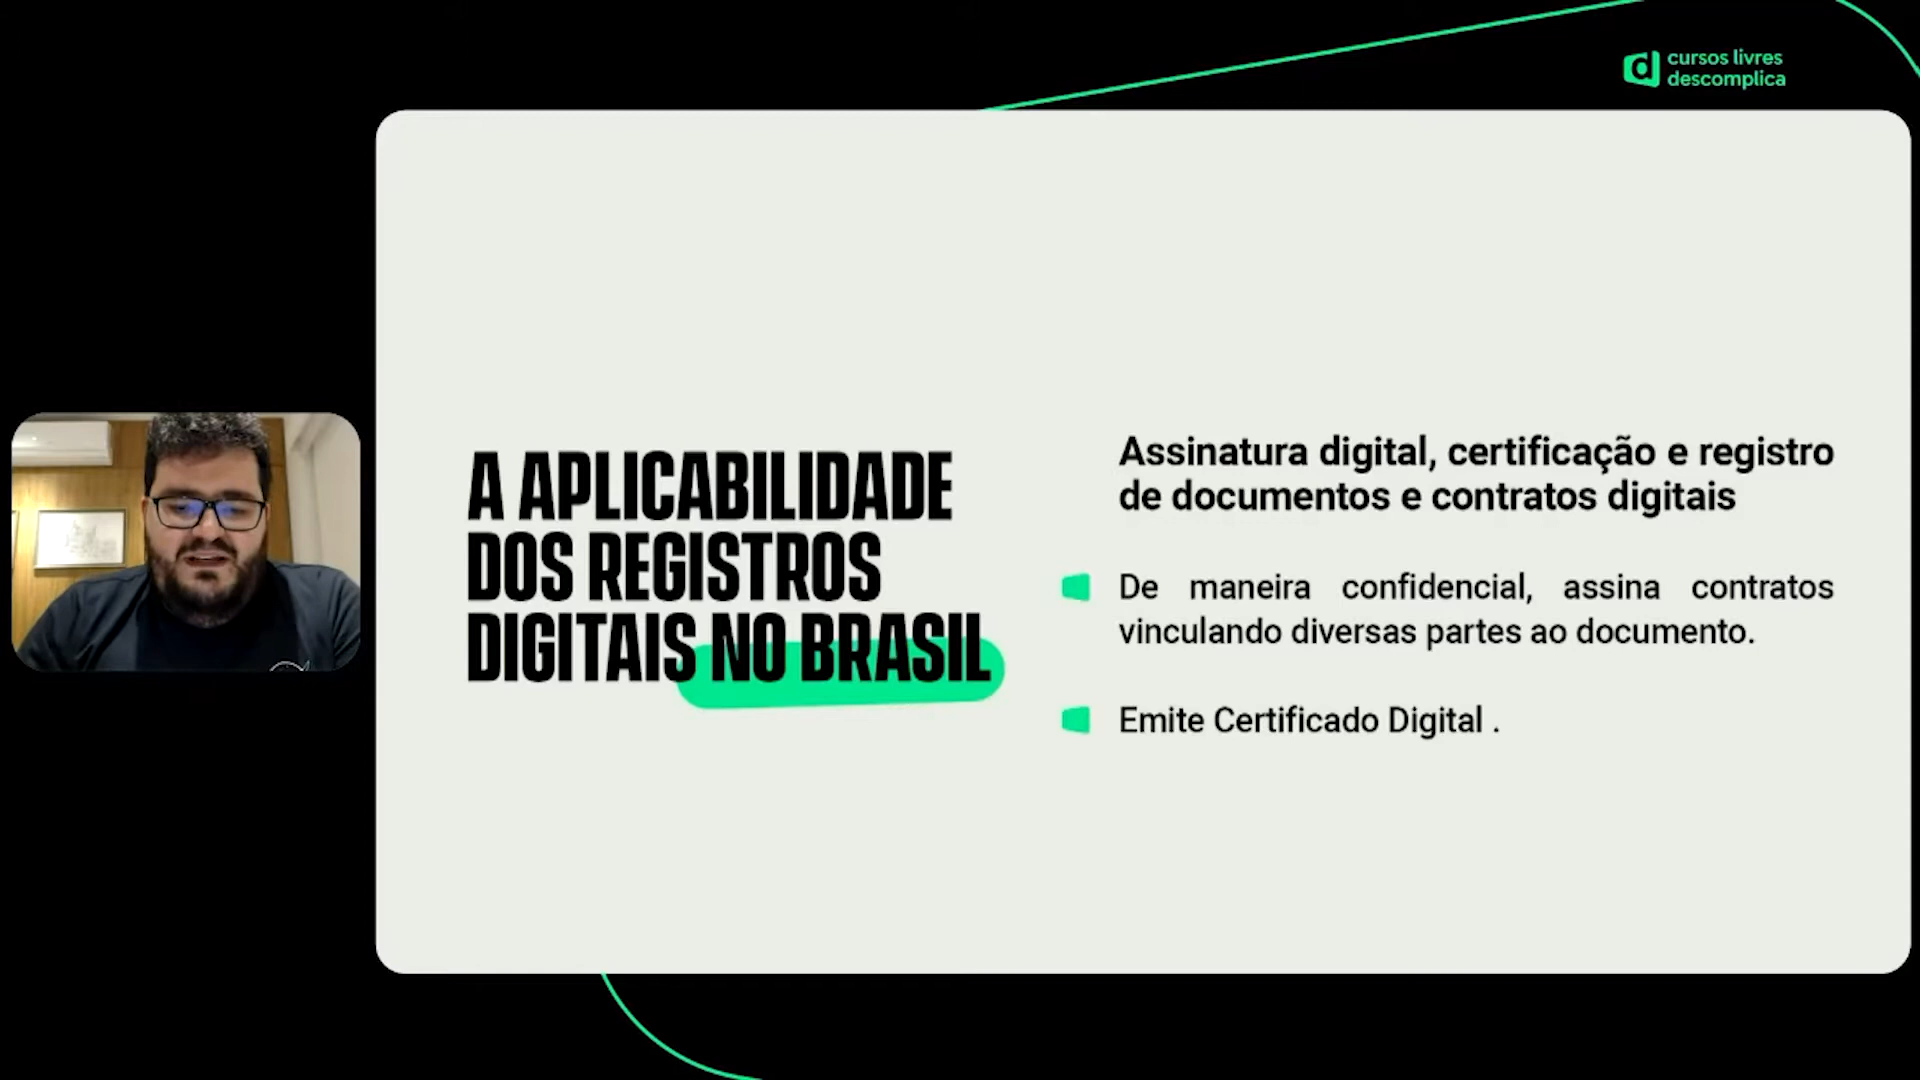 cursos livres
descomplica
A APLICABILIDADE
DOS REGISTROS
DIGITAIS NO BRASIL
Assinatura digital, certificação e registro
de documentos e contratos digitais
De maneira confidencial, assina contratos
vinculando diversas partes ao documento.
Emite Certificado Digital .